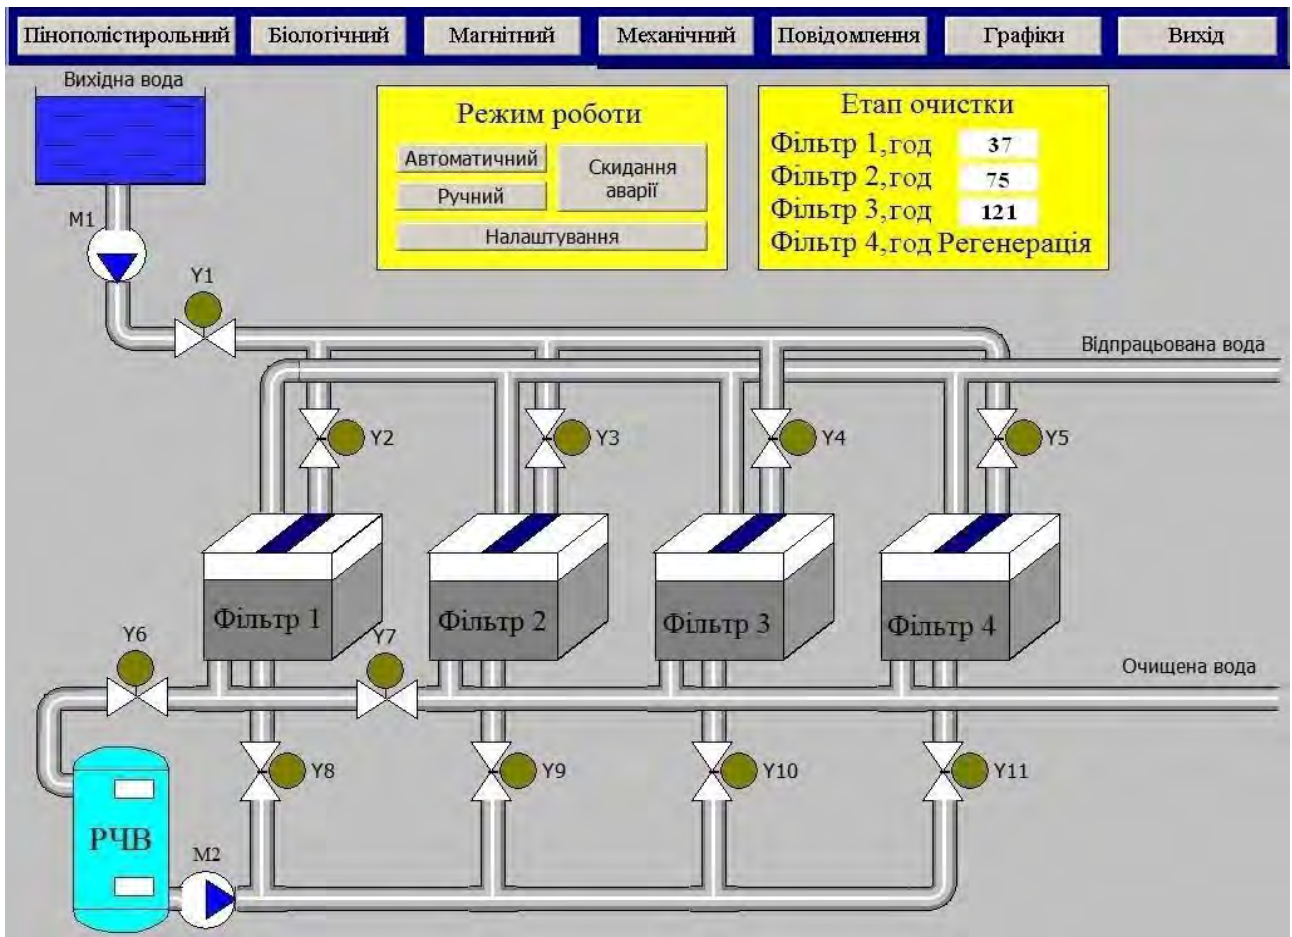 Пінополістирольний Біологічний Магнітний Механічний Повідомлення Графіки Вихід
Вихідна вода
Режим роботи
Автоматичний
Ручний
Скидання
аварії
Налаштування
Етап очистки
Фільтр 1, год 37
Фільтр 2, год 75
Фільтр 3, год 121
Фільтр 4, год Регенерація
M1
Y1
Відпрацьована вода
Y2 Y3 Y4 Y5
Фільтр 1 Фільтр 2 Фільтр 3 Фільтр 4
Y6 Y7
Очищена вода
Y8 Y9 Y10 Y11
РЧВ
M2